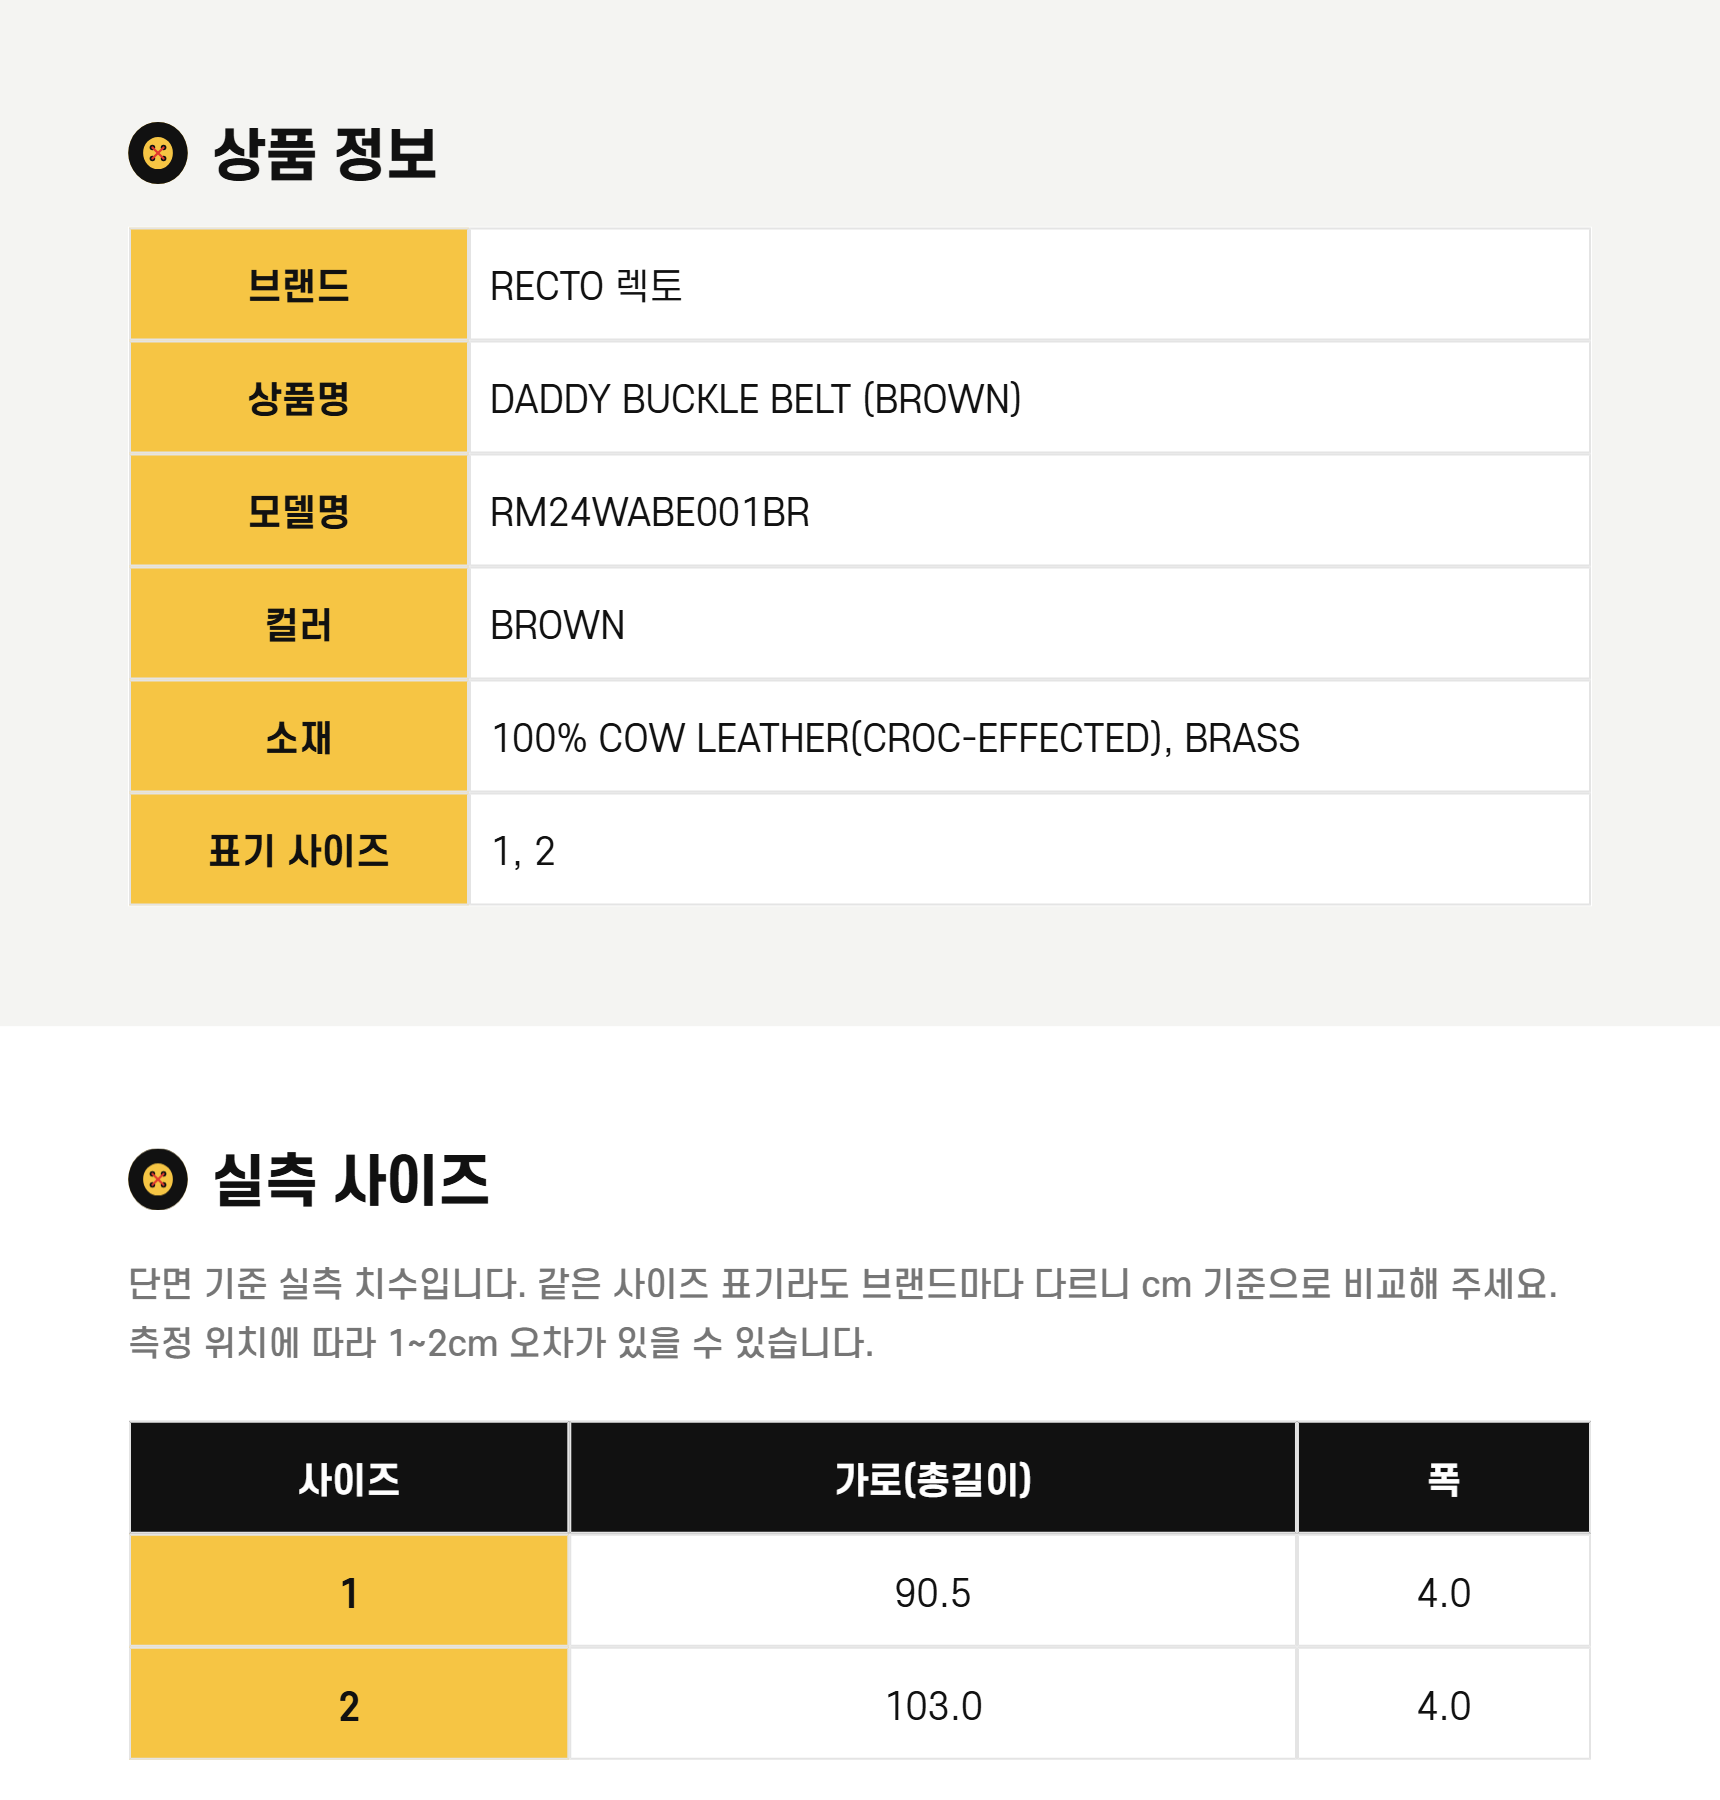 상품 정보
브랜드 RECTO 렉토
상품명 DADDY BUCKLE BELT (BROWN)
모델명 RM24WABE001BR
컬러 BROWN
소재 100% COW LEATHER(CROC-EFFECTED), BRASS
표기 사이즈 1, 2
실측 사이즈
단면 기준 실측 치수입니다. 같은 사이즈 표기라도 브랜드마다 다르니 cm 기준으로 비교해 주세요.
측정 위치에 따라 1~2cm 오차가 있을 수 있습니다.
사이즈 가로(총길이) 폭
1 90.5 4.0
2 103.0 4.0